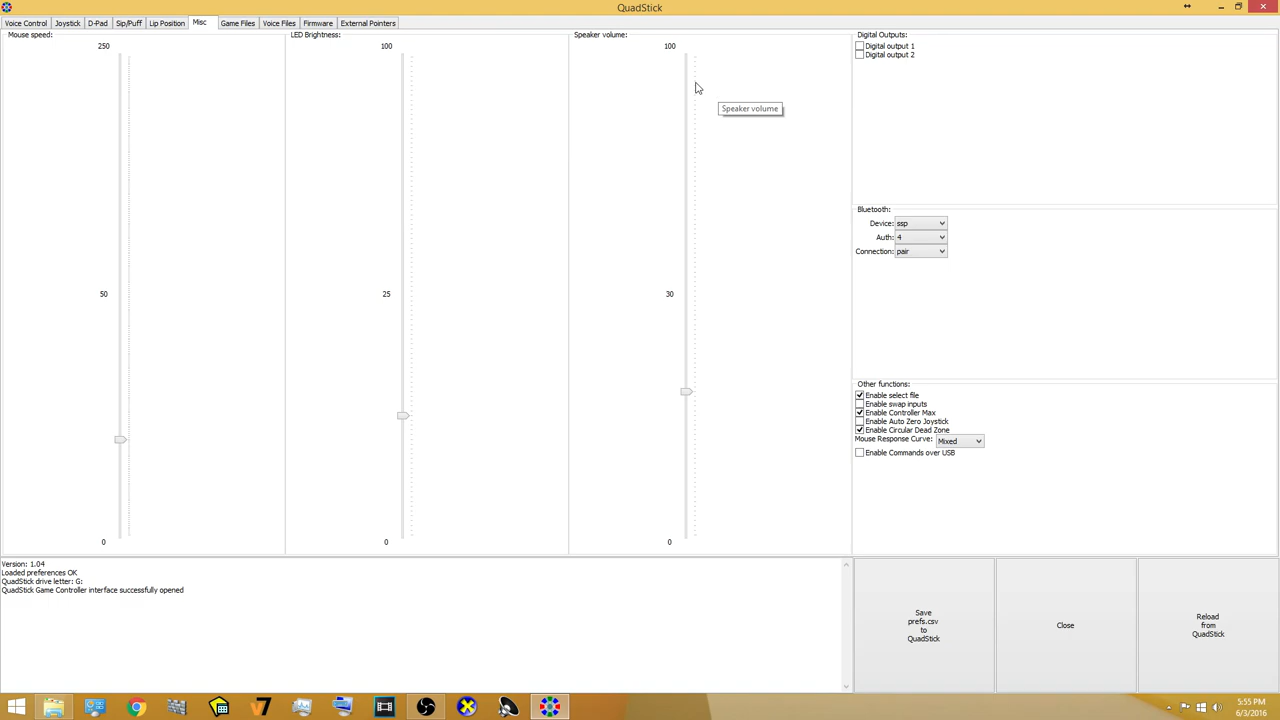 QuadStick
Voice Control Joystick D-Pad Sip/Puff Lip Position Misc Game Files Voice Files Firmware External Pointers
Mouse speed:
250
50
0
LED Brightness:
100
25
0
Speaker volume:
100
30
0
Speaker volume
Digital Outputs:
Digital output 1
Digital output 2
Bluetooth:
Device: ssp
Auth: 4
Connection: pair
Other functions:
Enable select file
Enable swap inputs
Enable Controller Max
Enable Auto Zero Joystick
Enable Circular Dead Zone
Mouse Response Curve: Mixed
Enable Commands over USB
Version: 1.04
Loaded preferences OK
QuadStick drive letter: G:
QuadStick Game Controller interface successfully opened
Save
prefs.csv
to
QuadStick
Close
Reload
from
QuadStick
5:55 PM
6/3/2016